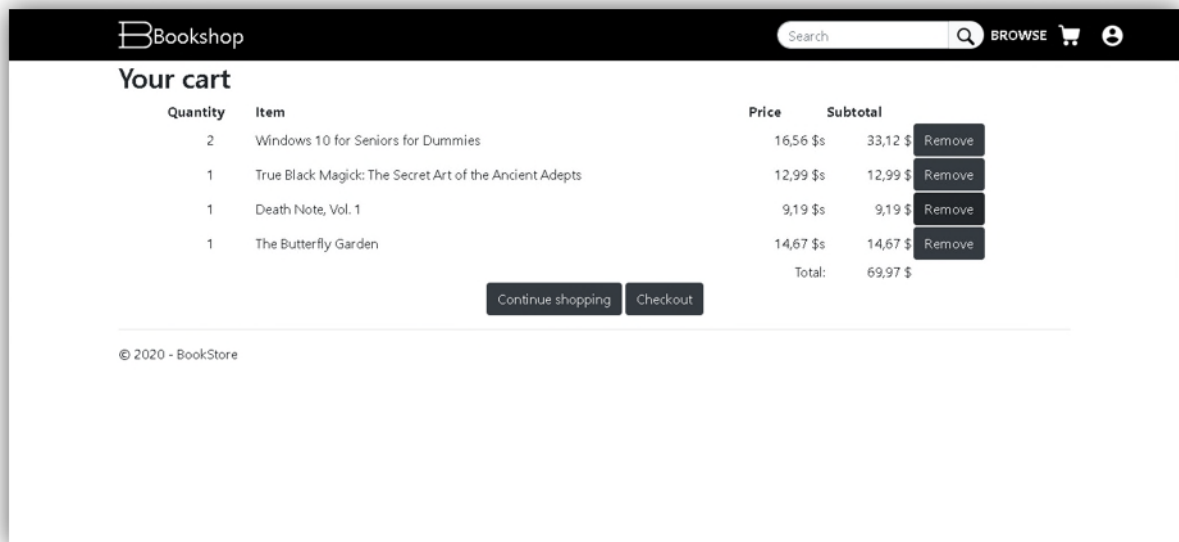 Bookshop Search BROWSE
Your cart
Quantity Item Price Subtotal
2 Windows 10 for Seniors for Dummies 16,56 $s 33,12 $ Remove
1 True Black Magick: The Secret Art of the Ancient Adepts 12,99 $s 12,99 $ Remove
1 Death Note, Vol. 1 9,19 $s 9,19 $ Remove
1 The Butterfly Garden 14,67 $s 14,67 $ Remove
Total: 69,97 $
Continue shopping Checkout
© 2020 - BookStore